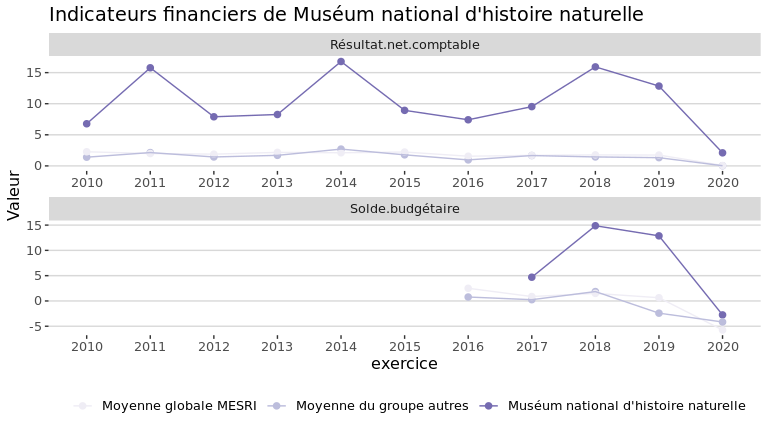 Indicateurs financiers de Muséum national d'histoire naturelle
Résultat.net.comptable
15
10
5
0
2010 2011 2012 2013 2014 2015 2016 2017 2018 2019 2020
Valeur
Solde.budgétaire
15
10
5
0
-5
2010 2011 2012 2013 2014 2015 2016 2017 2018 2019 2020
exercice
Moyenne globale MESRI Moyenne du groupe autres Muséum national d'histoire naturelle